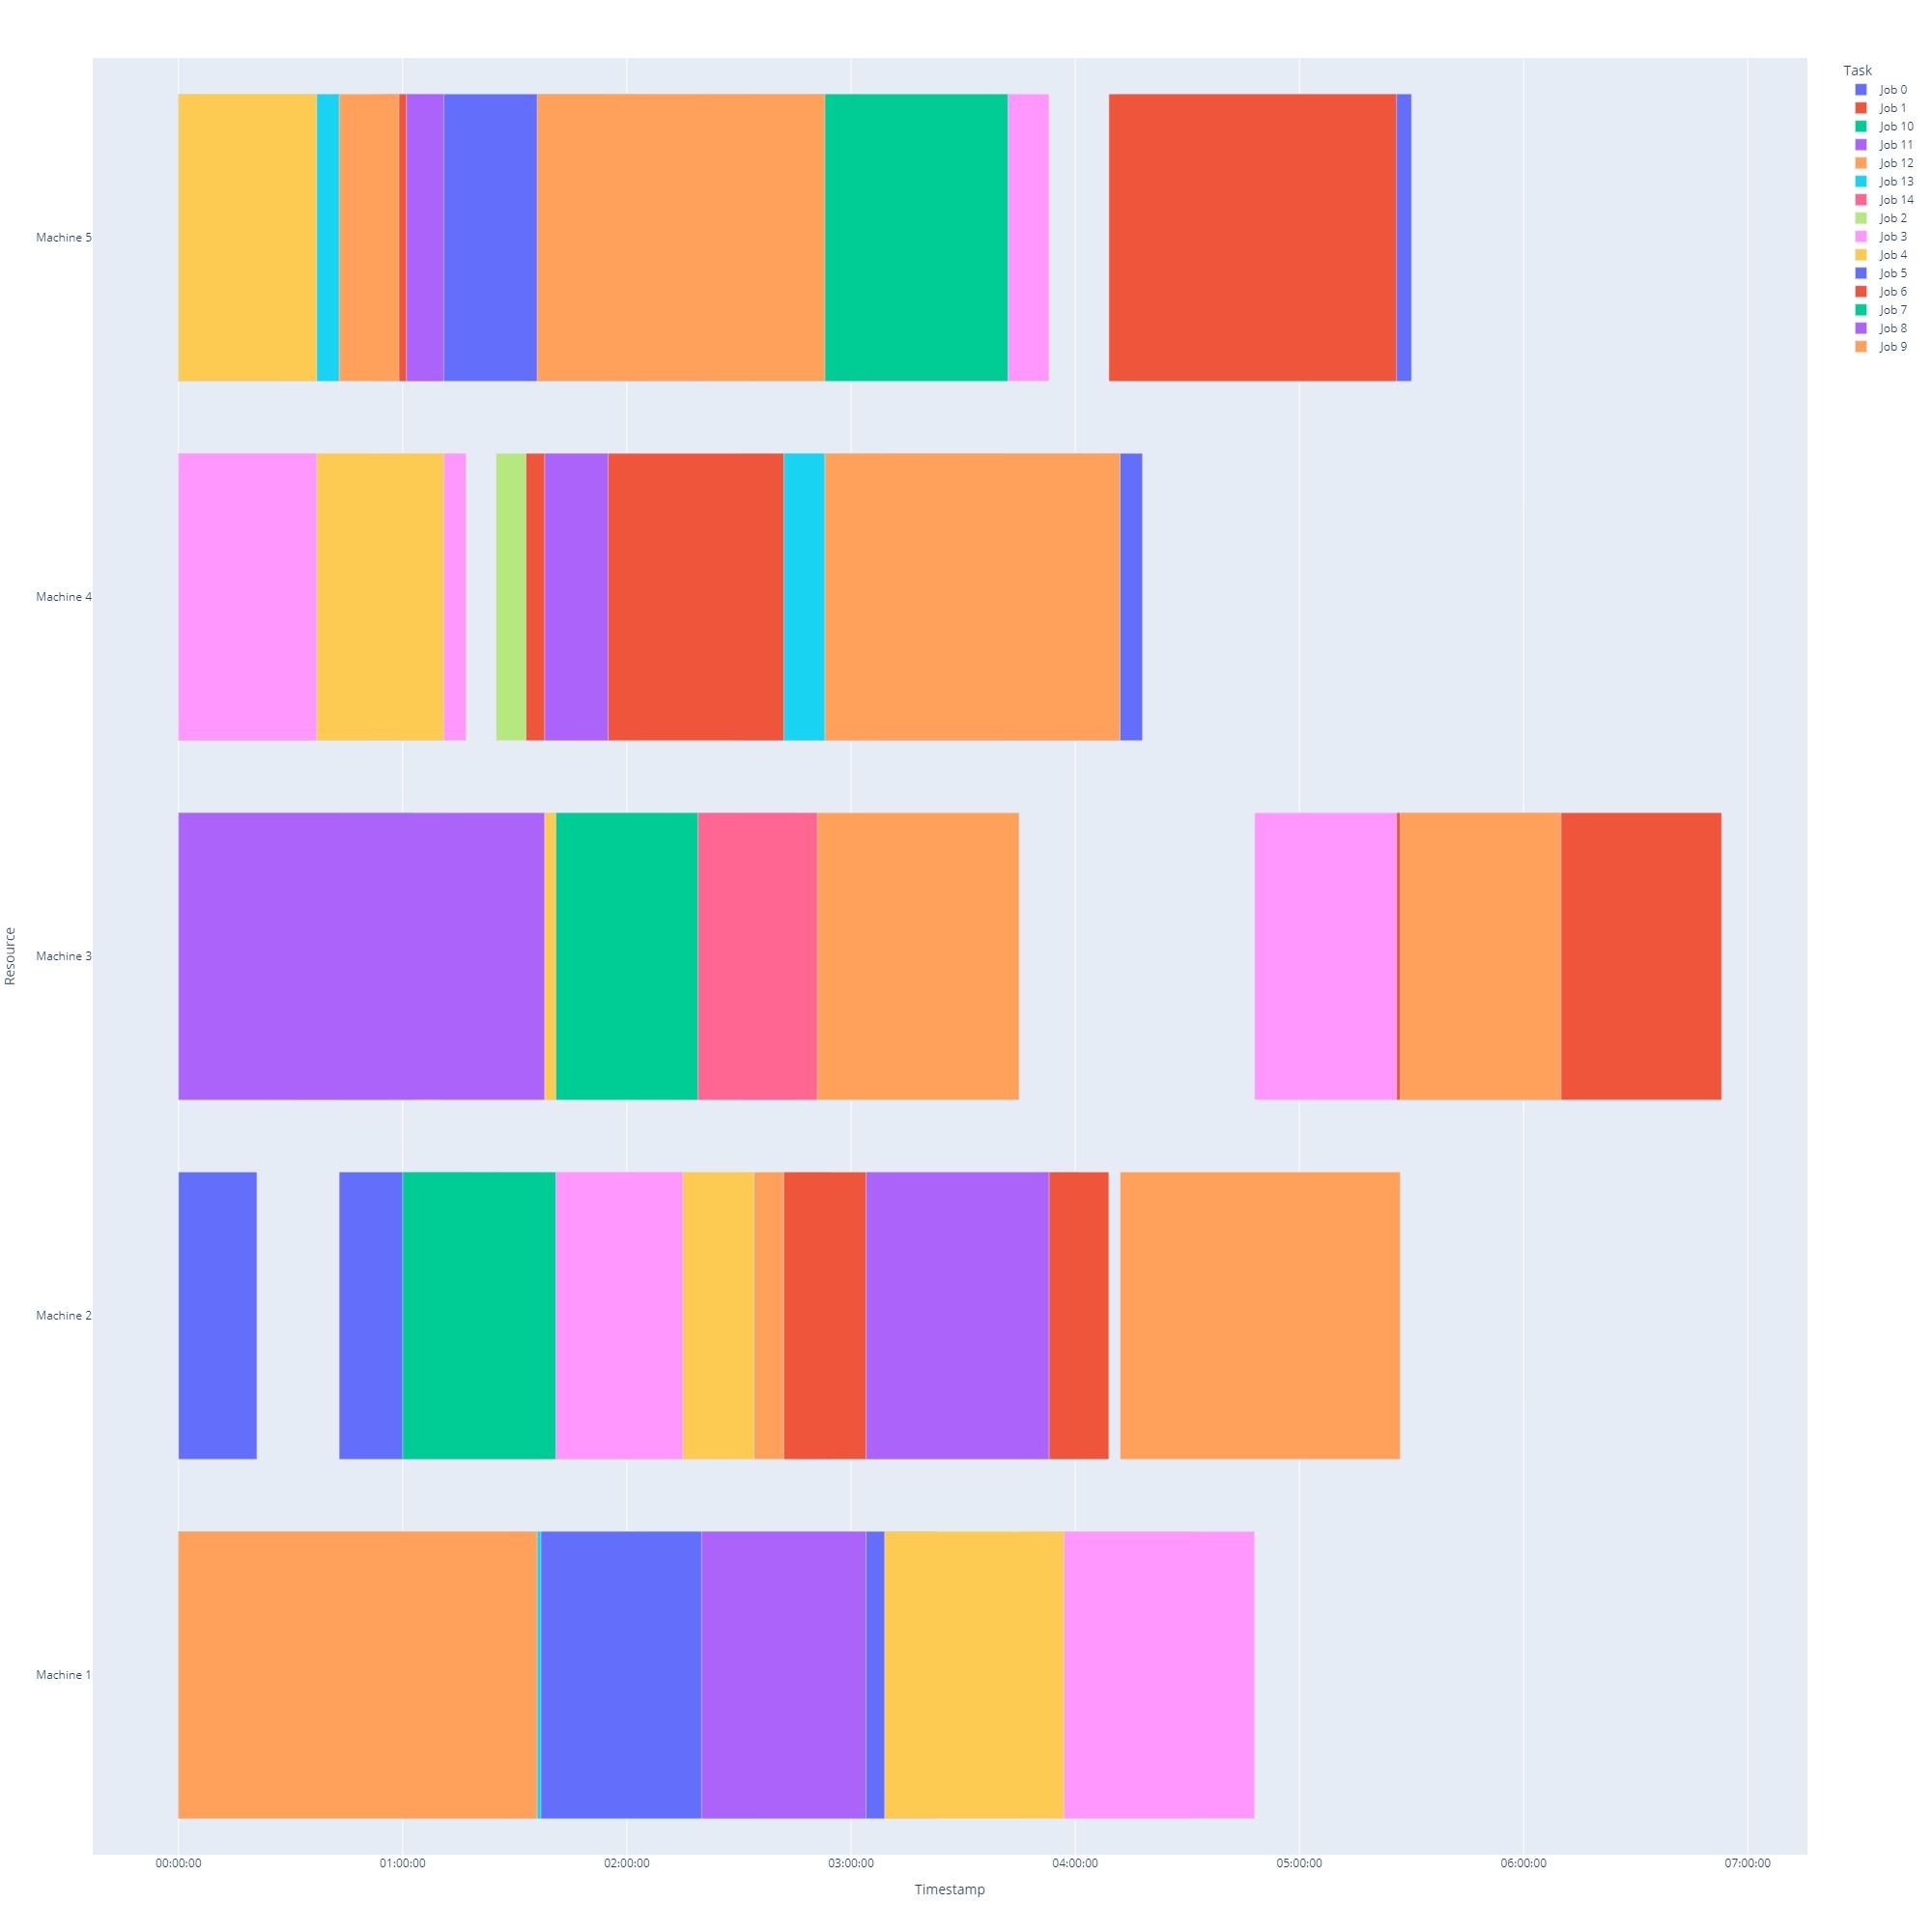 Task
Job 0
Job 1
Job 10
Job 11
Job 12
Job 13
Job 14
Job 2
Job 3
Job 4
Job 5
Job 6
Job 7
Job 8
Job 9
Machine 5
Machine 4
Machine 3
Machine 2
Machine 1
Resource
00:00:00 01:00:00 02:00:00 03:00:00 04:00:00 05:00:00 06:00:00 07:00:00
Timestamp